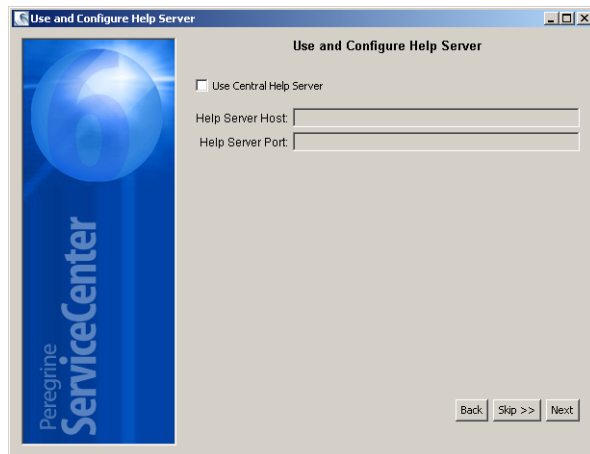 Use and Configure Help Server
Use and Configure Help Server
Use Central Help Server
Help Server Host:
Help Server Port:
6
Peregrine
ServiceCenter
Back Skip >> Next